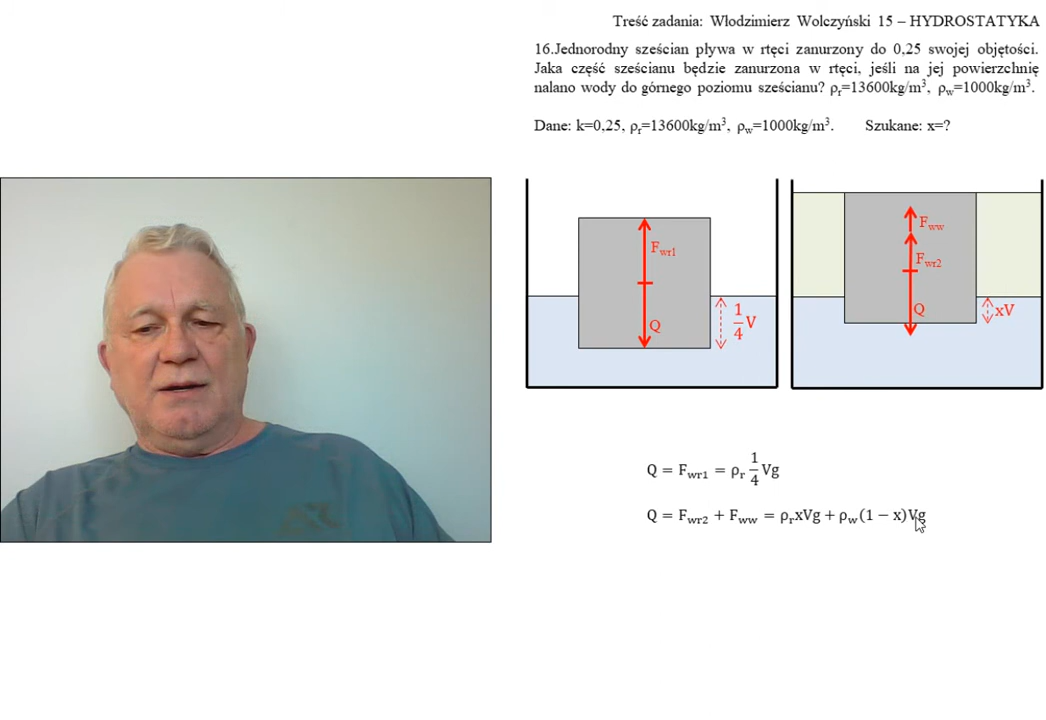 Treść zadania: Włodzimierz Wolczyński 15 – HYDROSTATYKA
16.Jednorodny sześcian pływa w rtęci zanurzony do 0,25 swojej objętości.
Jaka część sześcianu będzie zanurzona w rtęci, jeśli na jej powierzchnię
nalano wody do górnego poziomu sześcianu? ρr=13600kg/m³, ρw=1000kg/m³.
Dane: k=0,25, ρr=13600kg/m³, ρw=1000kg/m³. Szukane: x=?
Fwr1
Q
1/4 V
Fww
Fwr2
Q
xV
Q = Fwr1 = ρr 1/4 Vg
Q = Fwr2 + Fww = ρrxVg + ρw(1 − x)Vg